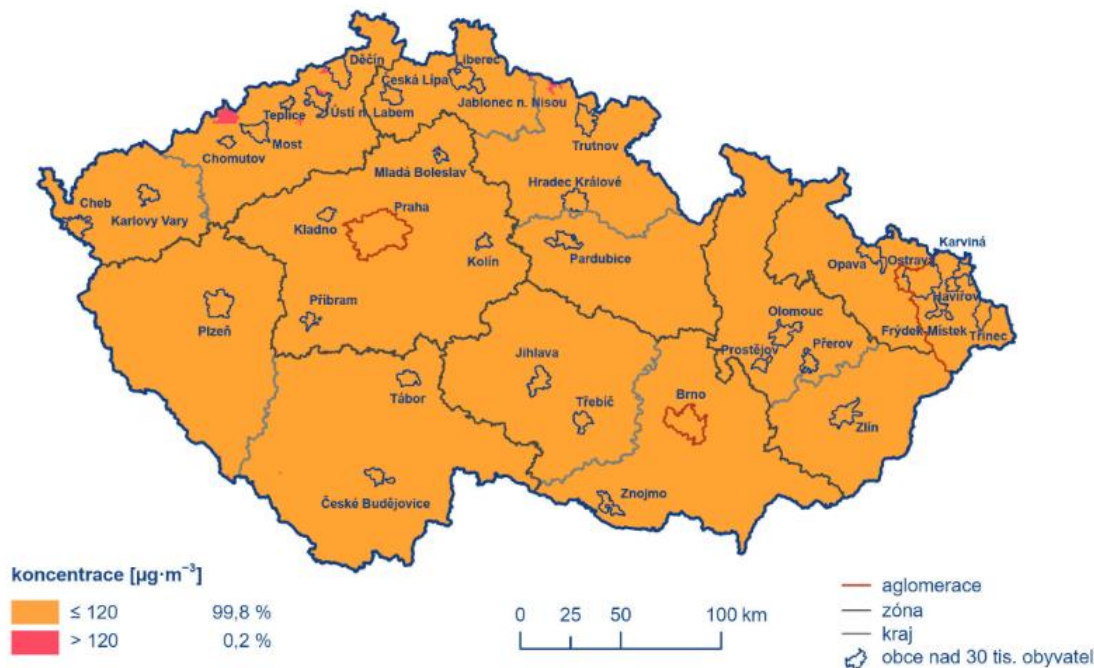 Děčín
Liberec
Česká Lípa
Jablonec n. Nisou
Teplice
Ústí n. Labem
Most
Chomutov
Trutnov
Mladá Boleslav
Hradec Králové
Cheb
Karlovy Vary
Praha
Kladno
Kolín
Pardubice
Karviná
Opava
Ostrava
Havířov
Příbram
Plzeň
Olomouc
Frýdek-Místek
Třinec
Jihlava
Prostějov
Přerov
Tábor
Třebíč
Brno
Zlín
České Budějovice
Znojmo
koncentrace [µg·m⁻³]
≤ 120 99,8 %
> 120 0,2 %
0 25 50 100 km
aglomerace
zóna
kraj
obce nad 30 tis. obyvatel